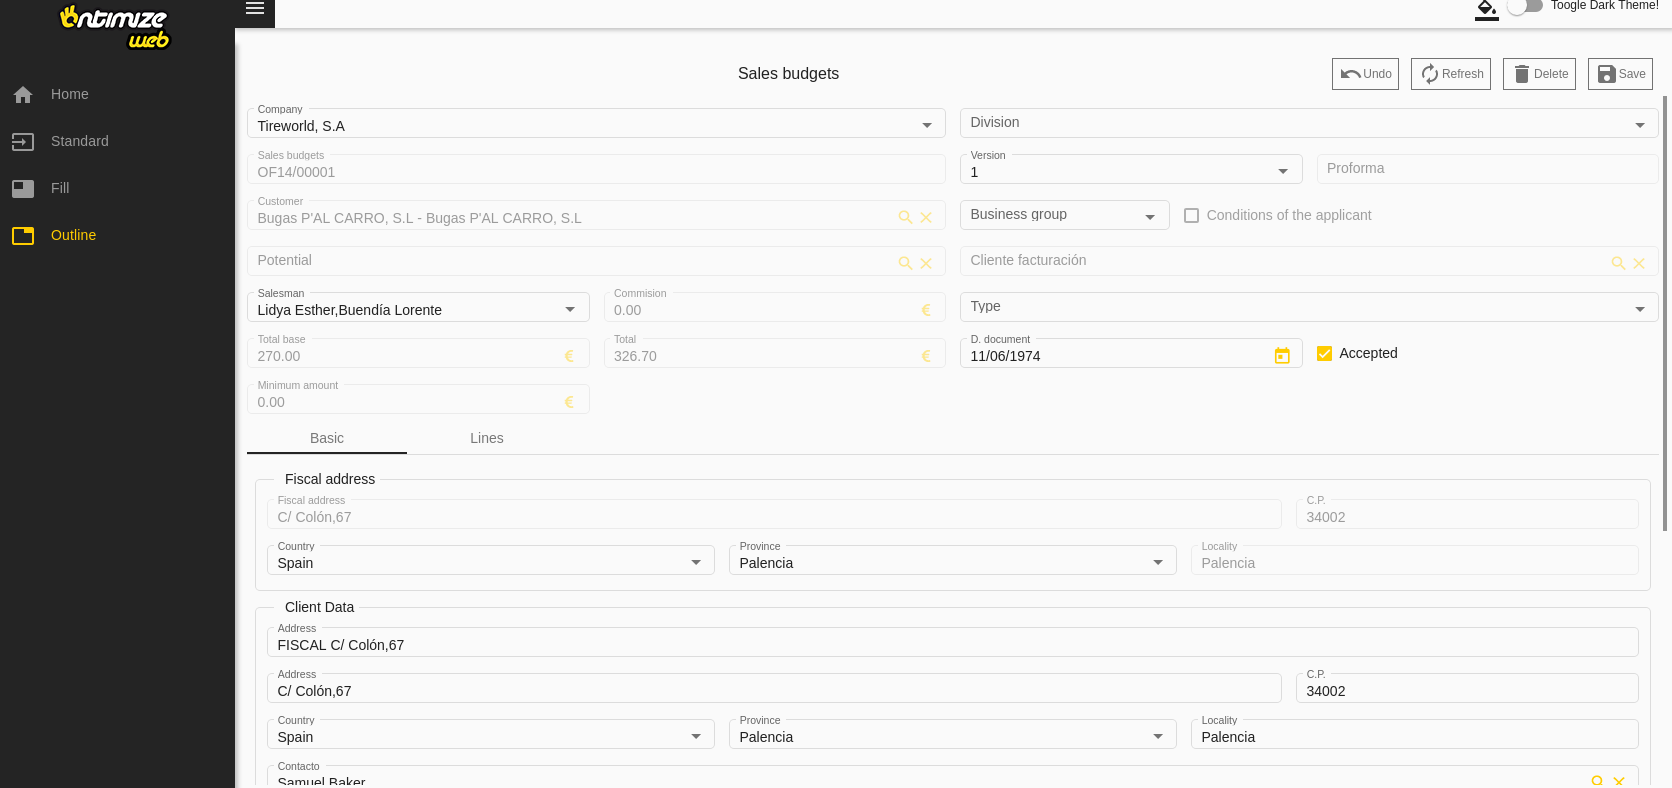 Ontimize
web
Toogle Dark Theme!
Home
Standard
Fill
Outline
Sales budgets
Undo
Refresh
Delete
Save
Company
Tireworld, S.A
Division
Sales budgets
OF14/00001
Version
1
Proforma
Customer
Bugas P'AL CARRO, S.L - Bugas P'AL CARRO, S.L
Business group
Conditions of the applicant
Potential
Cliente facturación
Salesman
Lidya Esther,Buendía Lorente
Commision
0.00 €
Type
Total base
270.00 €
Total
326.70 €
D. document
11/06/1974
Accepted
Minimum amount
0.00 €
Basic
Lines
Fiscal address
Fiscal address
C/ Colón,67
C.P.
34002
Country
Spain
Province
Palencia
Locality
Palencia
Client Data
Address
FISCAL C/ Colón,67
Address
C/ Colón,67
C.P.
34002
Country
Spain
Province
Palencia
Locality
Palencia
Contacto
Samuel Baker